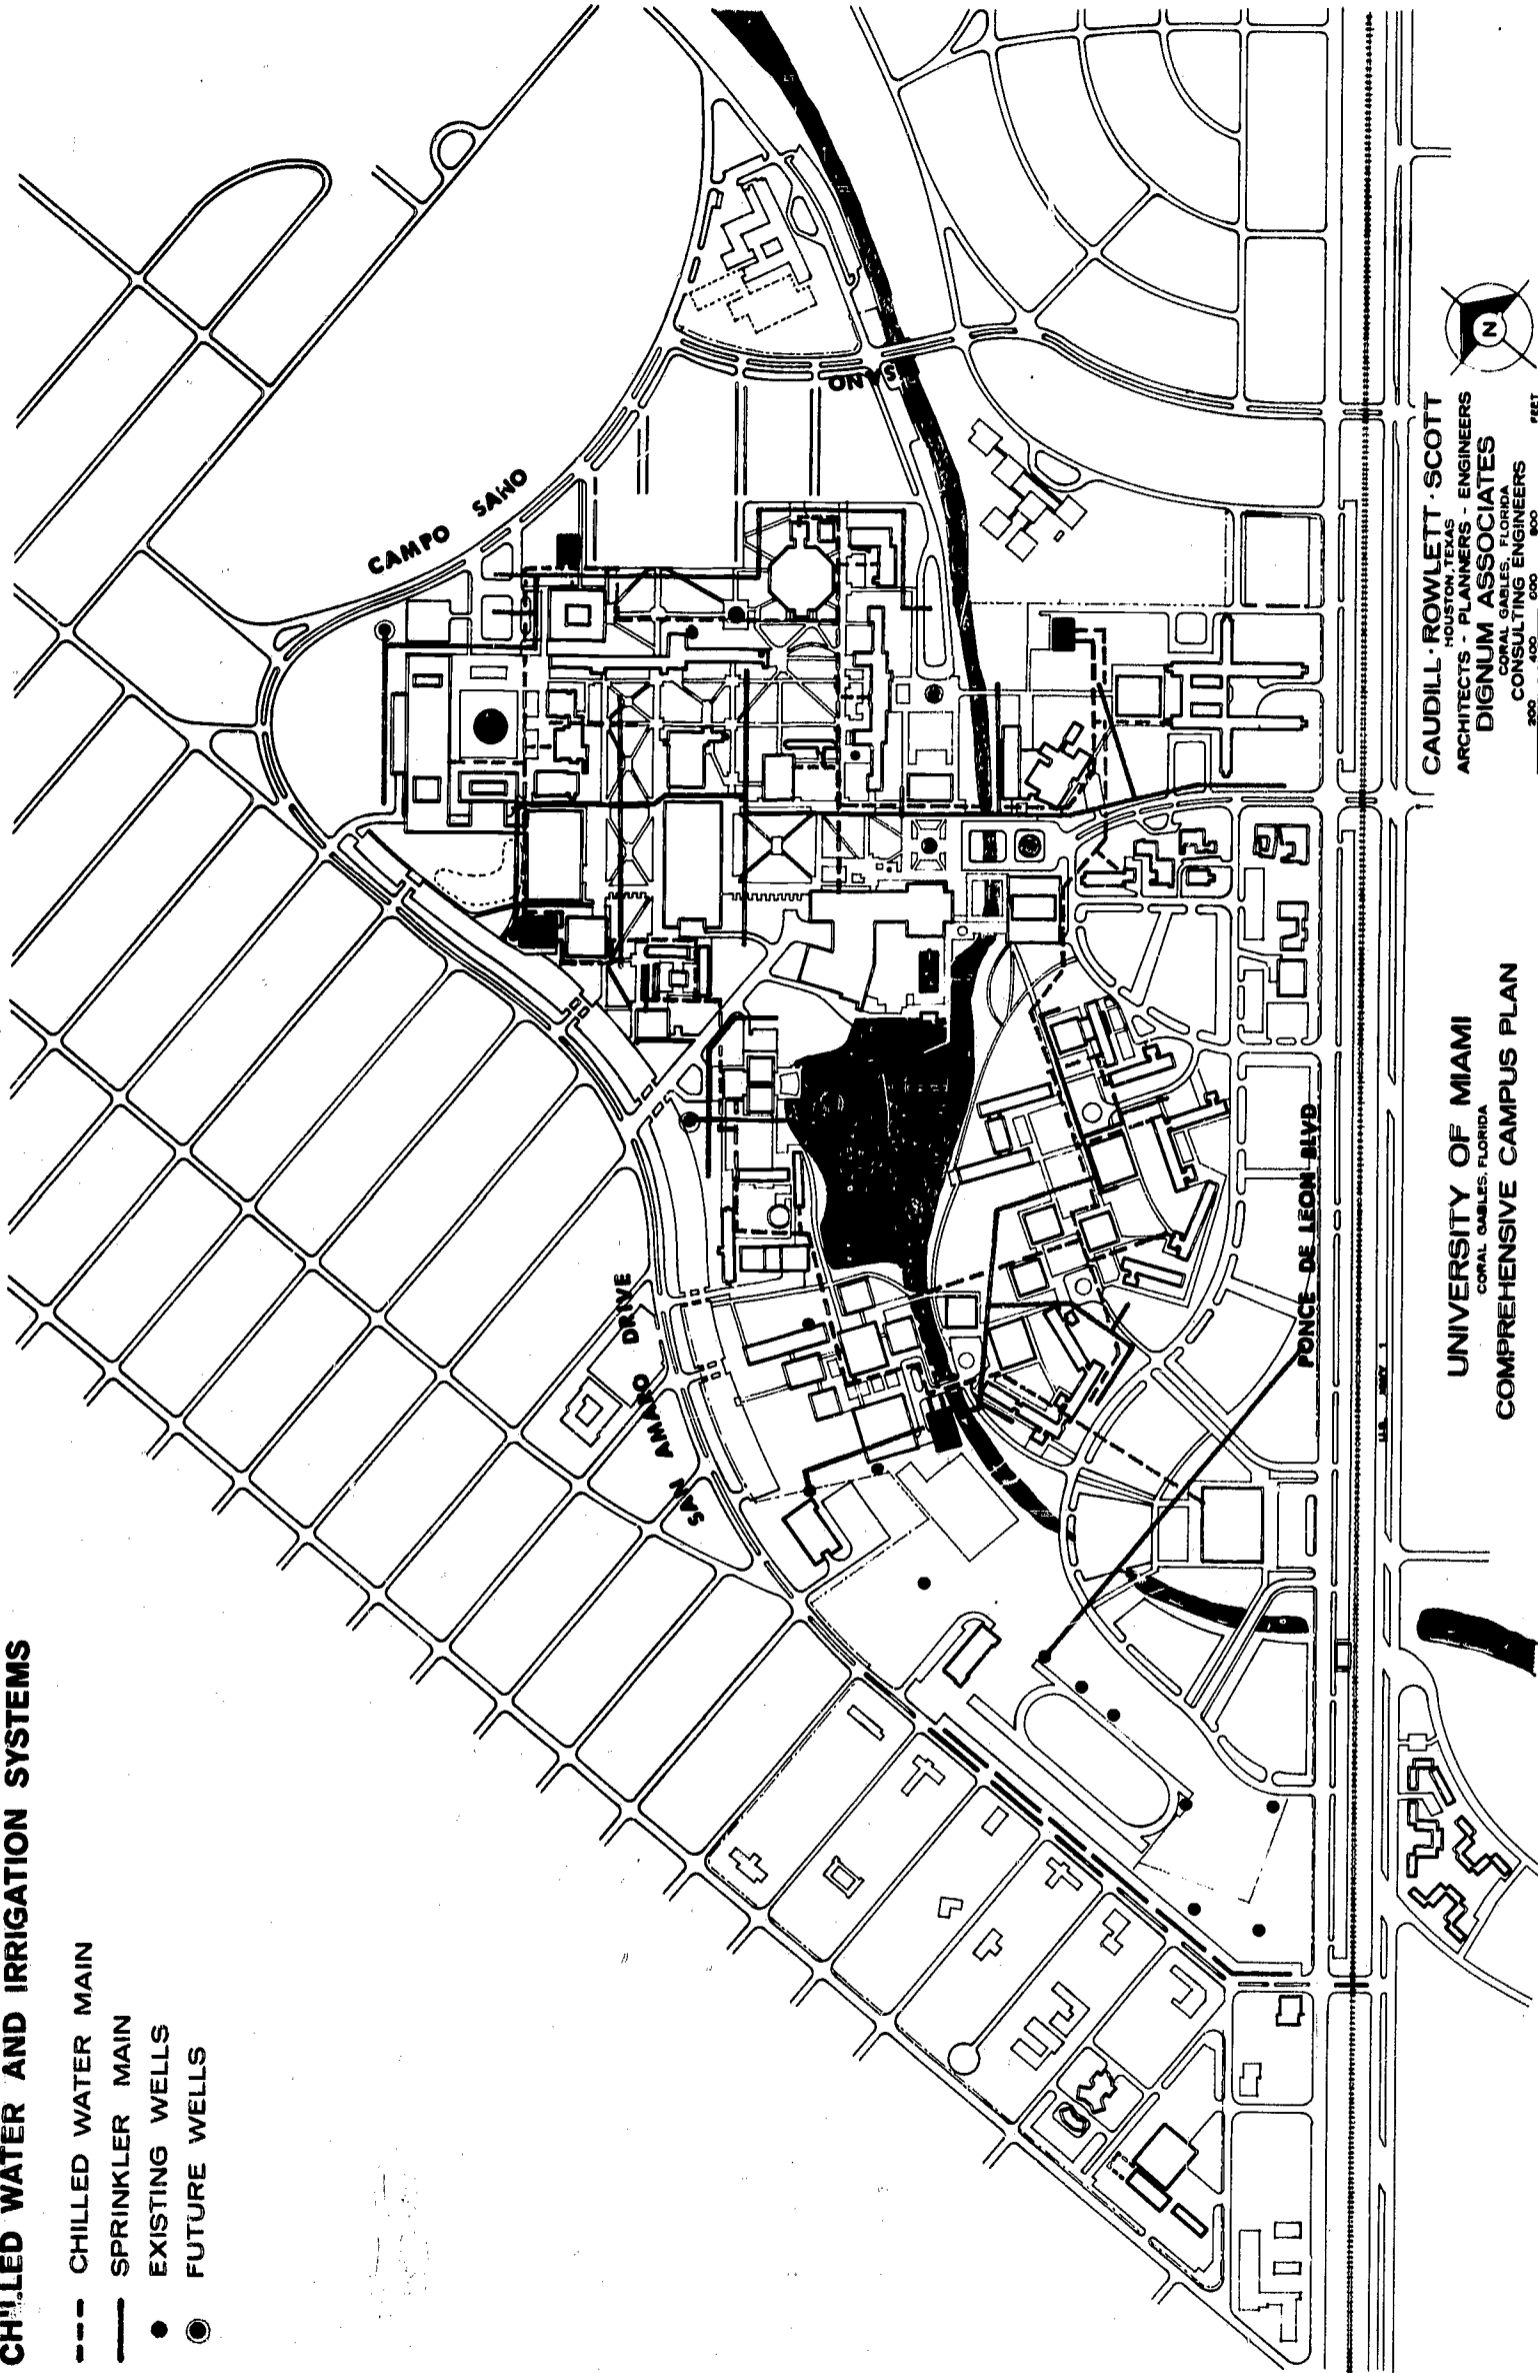 CHILLED WATER AND IRRIGATION SYSTEMS
CHILLED WATER MAIN
SPRINKLER MAIN
EXISTING WELLS
FUTURE WELLS
CAMPO SANO
SAN AMARO DRIVE
PONCE DE LEON BLVD
U.S. HWY 1
UNIVERSITY OF MIAMI
CORAL GABLES, FLORIDA
COMPREHENSIVE CAMPUS PLAN
CAUDILL · ROWLETT · SCOTT
HOUSTON, TEXAS
ARCHITECTS - PLANNERS - ENGINEERS
DIGNUM ASSOCIATES
CORAL GABLES, FLORIDA
CONSULTING ENGINEERS
200 400 600 800 FEET
N